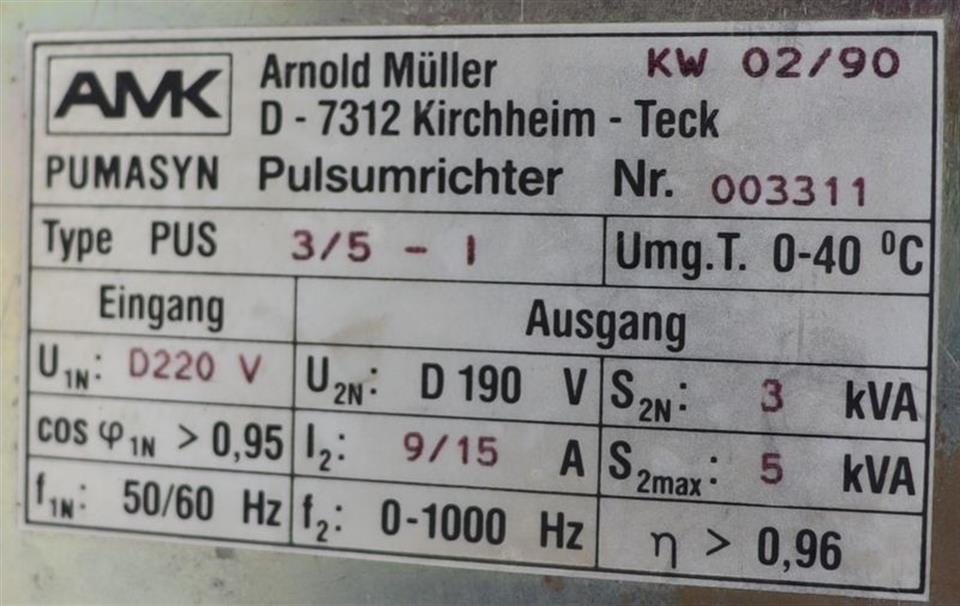 AMK Arnold Müller KW 02/90
D - 7312 Kirchheim - Teck
PUMASYN Pulsumrichter Nr. 003311
Type PUS 3/5 - I Umg.T. 0-40 °C
Eingang Ausgang
U1N: D220 V U2N: D 190 V S2N: 3 kVA
cos φ1N > 0,95 I2: 9/15 A S2max: 5 kVA
f1N: 50/60 Hz f2: 0-1000 Hz η > 0,96